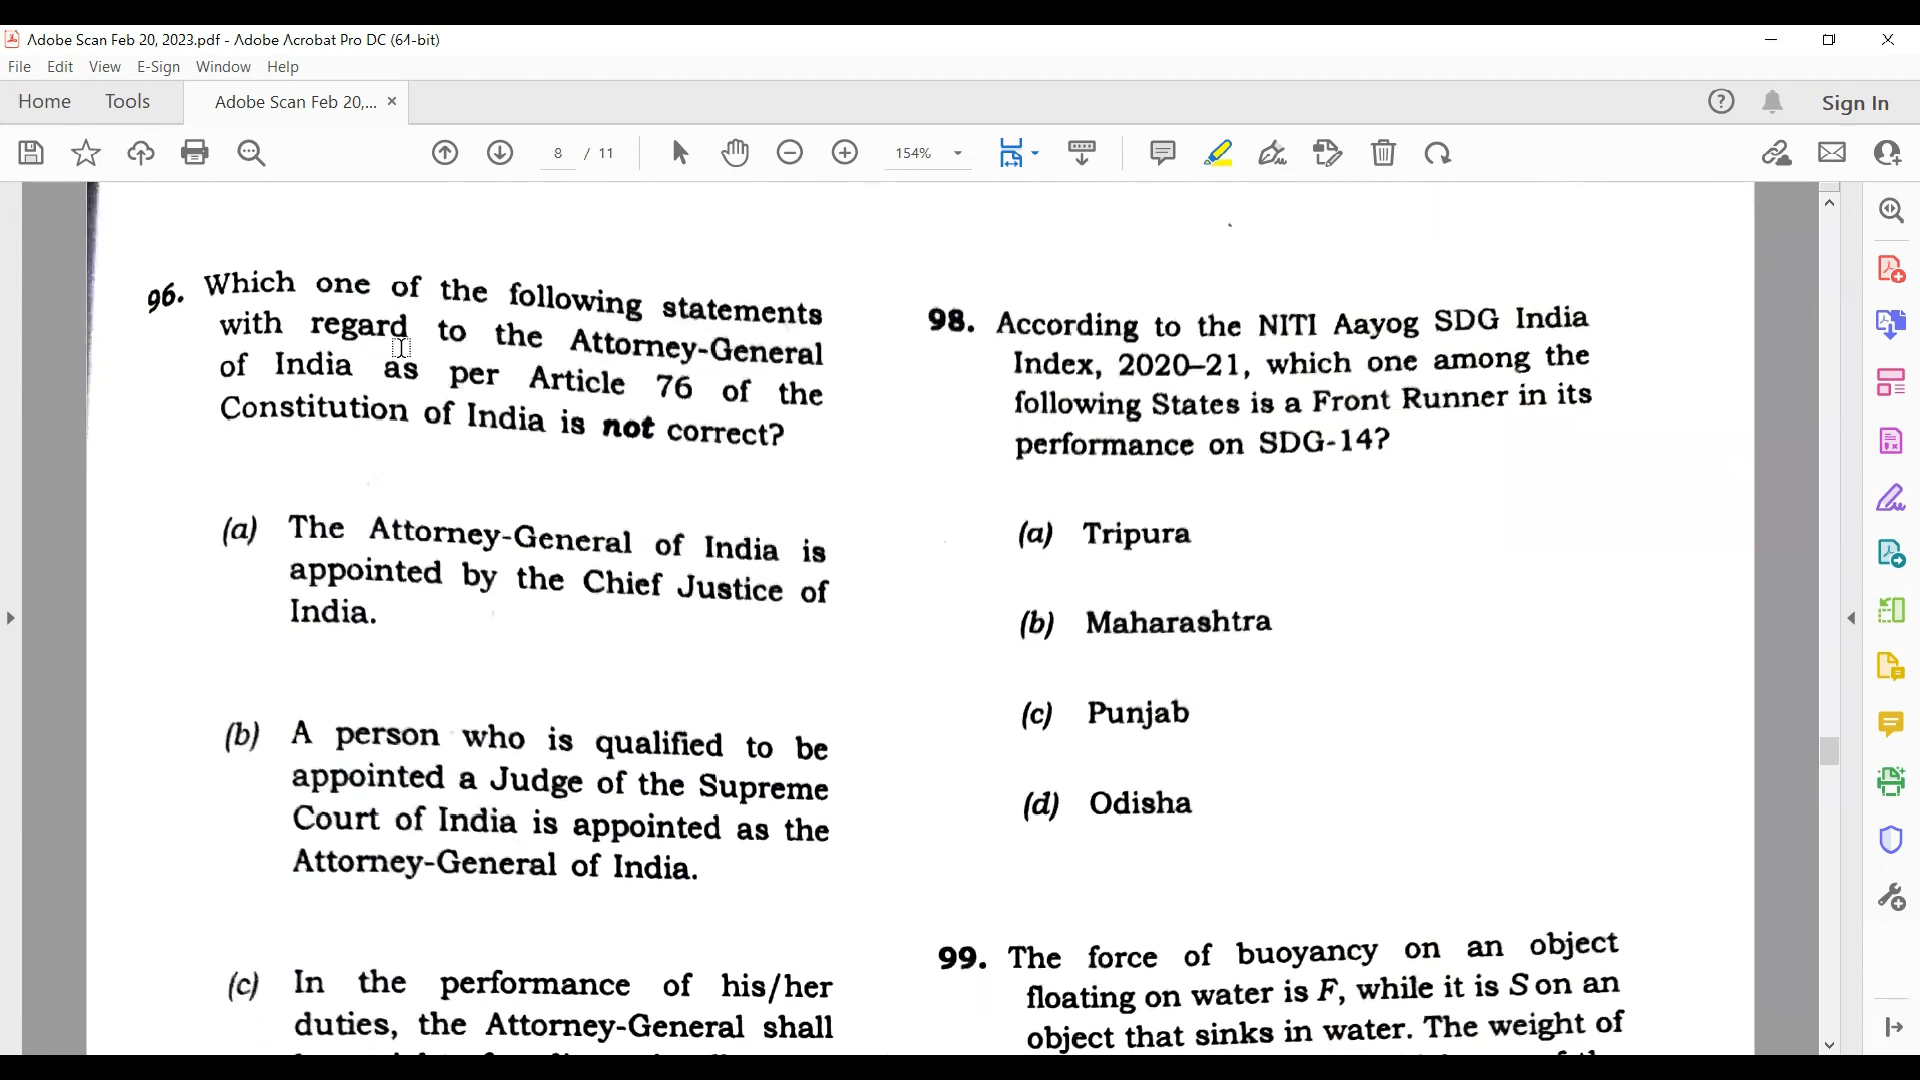 Adobe Scan Feb 20, 2023.pdf - Adobe Acrobat Pro DC (64-bit)
File Edit View E-Sign Window Help
Home Tools Adobe Scan Feb 20,... × Sign In
8 / 11 154%
96. Which one of the following statements
with regard to the Attorney-General
of India as per Article 76 of the
Constitution of India is not correct?
(a) The Attorney-General of India is
appointed by the Chief Justice of
India.
(b) A person who is qualified to be
appointed a Judge of the Supreme
Court of India is appointed as the
Attorney-General of India.
(c) In the performance of his/her
duties, the Attorney-General shall
98. According to the NITI Aayog SDG India
Index, 2020–21, which one among the
following States is a Front Runner in its
performance on SDG-14?
(a) Tripura
(b) Maharashtra
(c) Punjab
(d) Odisha
99. The force of buoyancy on an object
floating on water is F, while it is S on an
object that sinks in water. The weight of